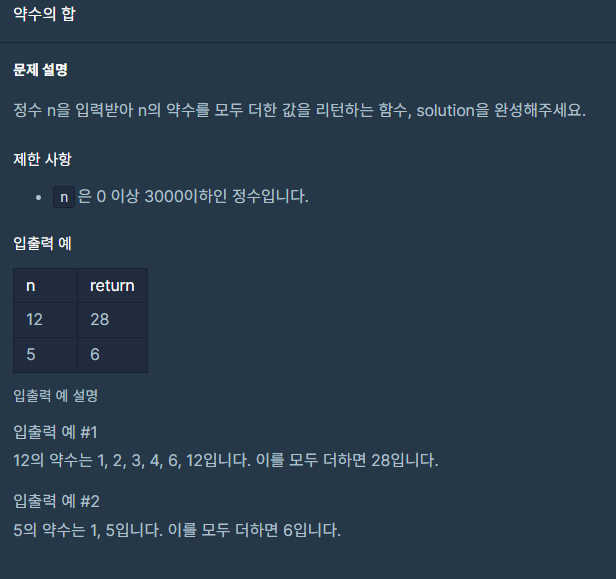 약수의 합
문제 설명
정수 n을 입력받아 n의 약수를 모두 더한 값을 리턴하는 함수, solution을 완성해주세요.
제한 사항
• n 은 0 이상 3000이하인 정수입니다.
입출력 예
n return
12 28
5 6
입출력 예 설명
입출력 예 #1
12의 약수는 1, 2, 3, 4, 6, 12입니다. 이를 모두 더하면 28입니다.
입출력 예 #2
5의 약수는 1, 5입니다. 이를 모두 더하면 6입니다.